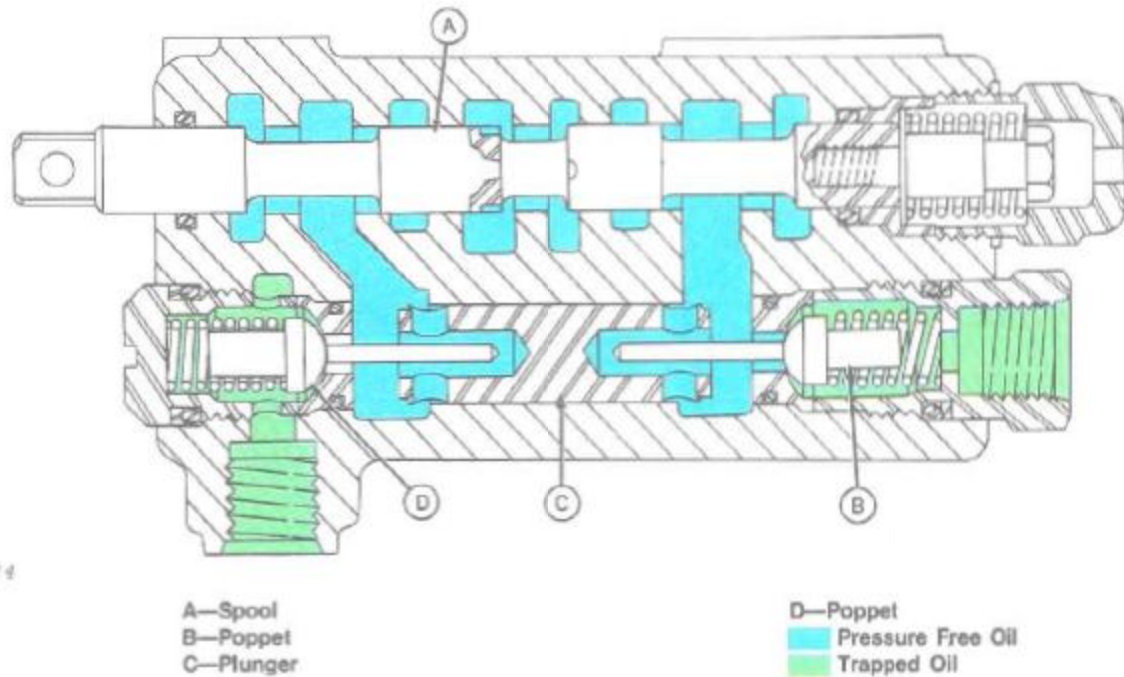 A
D
C
B
A—Spool
B—Poppet
C—Plunger
D—Poppet
Pressure Free Oil
Trapped Oil